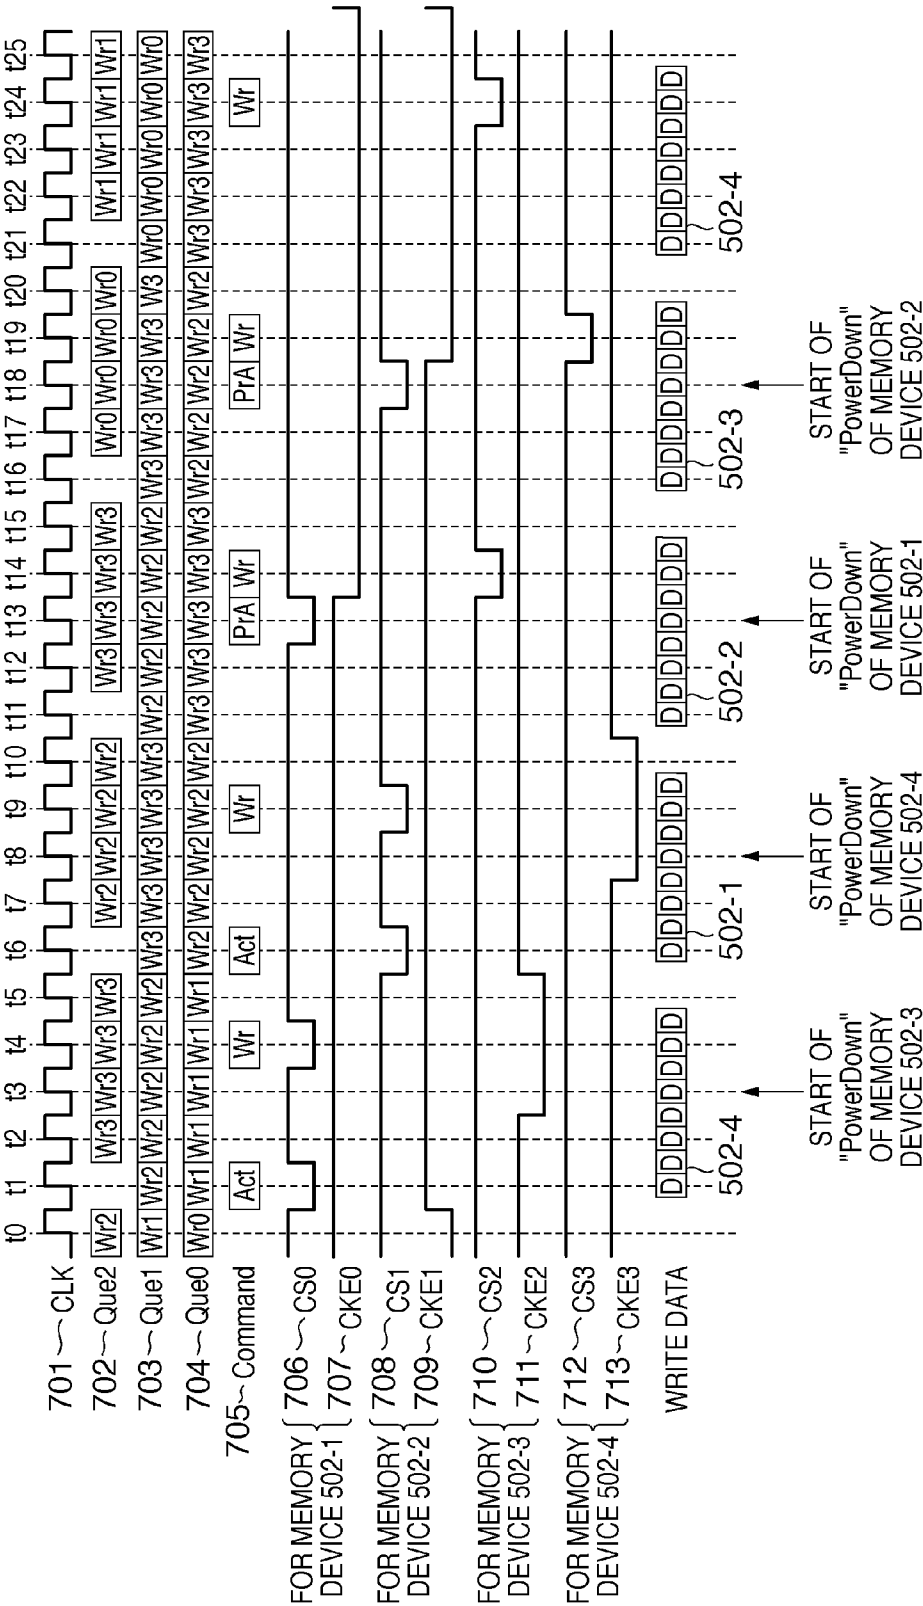 t0 t1 t2 t3 t4 t5 t6 t7 t8 t9 t10 t11 t12 t13 t14 t15 t16 t17 t18 t19 t20 t21 t22 t23 t24 t25
701 CLK
702 Que2 Wr2 Wr3 Wr3 Wr3 Wr3 Wr2 Wr2 Wr2 Wr2 Wr3 Wr3 Wr3 Wr3 Wr0 Wr0 Wr0 Wr0 Wr1 Wr1 Wr1 Wr1
703 Que1 Wr1 Wr2 Wr2 Wr2 Wr2 Wr2 Wr3 Wr3 Wr3 Wr3 Wr3 Wr2 Wr2 Wr2 Wr2 Wr2 Wr3 Wr3 Wr3 Wr3 W3 Wr0 Wr0 Wr0 Wr0 Wr0
704 Que0 Wr0 Wr1 Wr1 Wr1 Wr1 Wr1 Wr2 Wr2 Wr2 Wr2 Wr2 Wr3 Wr3 Wr3 Wr3 Wr3 Wr2 Wr2 Wr2 Wr2 Wr2 Wr3 Wr3 Wr3 Wr3 Wr3
705 Command Act Wr Act Wr PrA Wr PrA Wr Wr
FOR MEMORY
DEVICE 502-1
706 CS0
707 CKE0
FOR MEMORY
DEVICE 502-2
708 CS1
709 CKE1
FOR MEMORY
DEVICE 502-3
710 CS2
711 CKE2
FOR MEMORY
DEVICE 502-4
712 CS3
713 CKE3
WRITE DATA D D D D D D D D D D D D D D D D D D D D D D D D D D D D D D D D D D D D D D D D
502-4 502-1 502-2 502-3 502-4
START OF
"PowerDown"
OF MEMORY
DEVICE 502-3
START OF
"PowerDown"
OF MEMORY
DEVICE 502-4
START OF
"PowerDown"
OF MEMORY
DEVICE 502-1
START OF
"PowerDown"
OF MEMORY
DEVICE 502-2